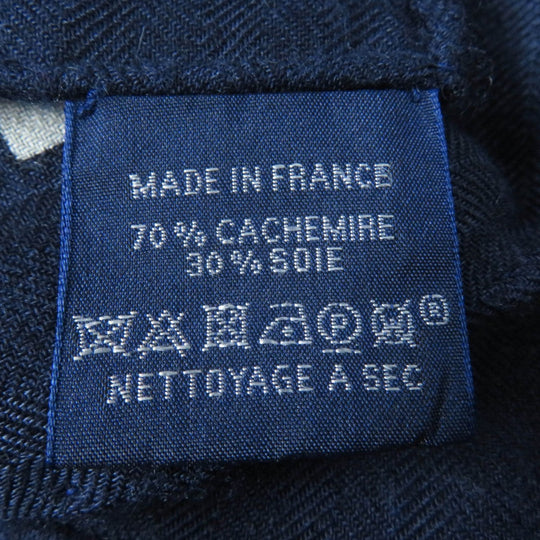 MADE IN FRANCE
70 % CACHEMIRE
30 % SOIE
P ®
NETTOYAGE A SEC